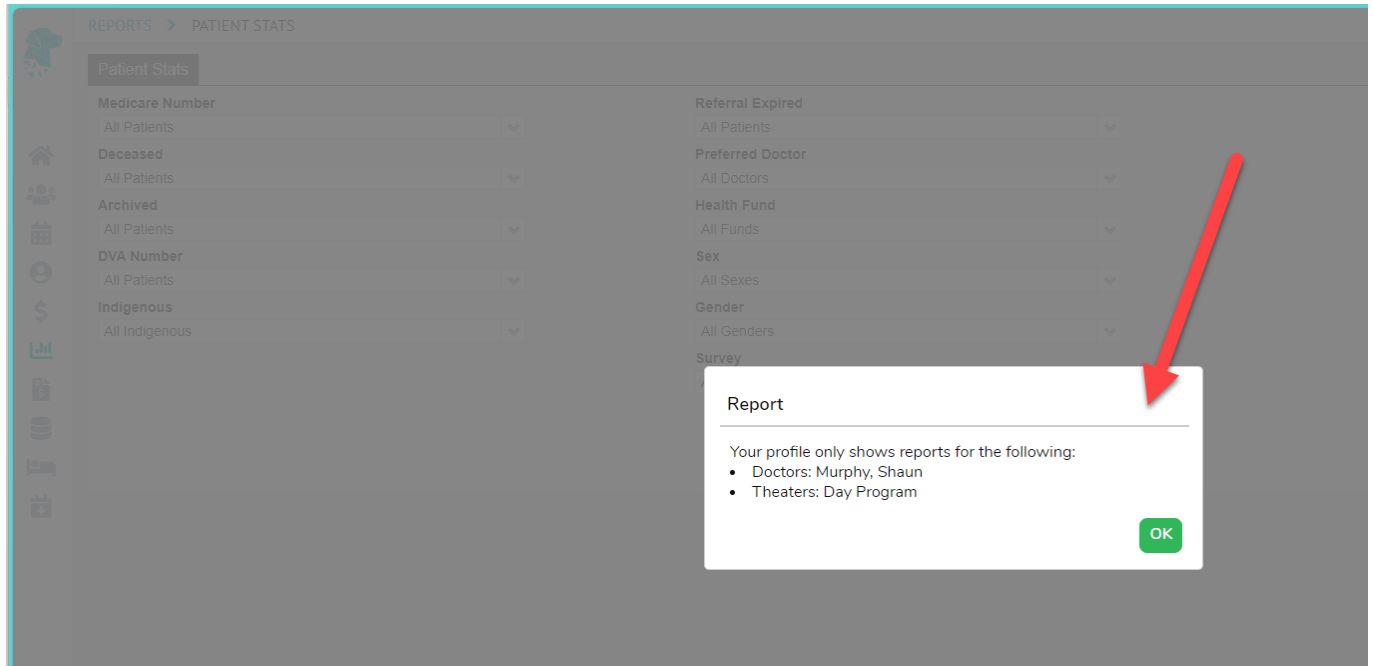 REPORTS > PATIENT STATS
Patient Stats
Medicare Number
All Patients
Deceased
All Patients
Archived
All Patients
DVA Number
All Patients
Indigenous
All Indigenous
Referral Expired
All Patients
Preferred Doctor
All Doctors
Health Fund
All Funds
Sex
All Sexes
Gender
All Genders
Survey
Report
Your profile only shows reports for the following:
• Doctors: Murphy, Shaun
• Theaters: Day Program
OK